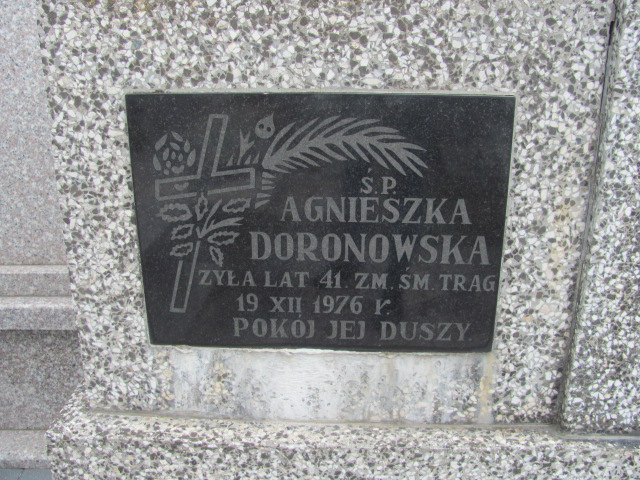 Ś.P.
AGNIESZKA
DORONOWSKA
ŻYŁA LAT 41. ZM. ŚM. TRAG
19 XII 1976 r.
POKÓJ JEJ DUSZY.